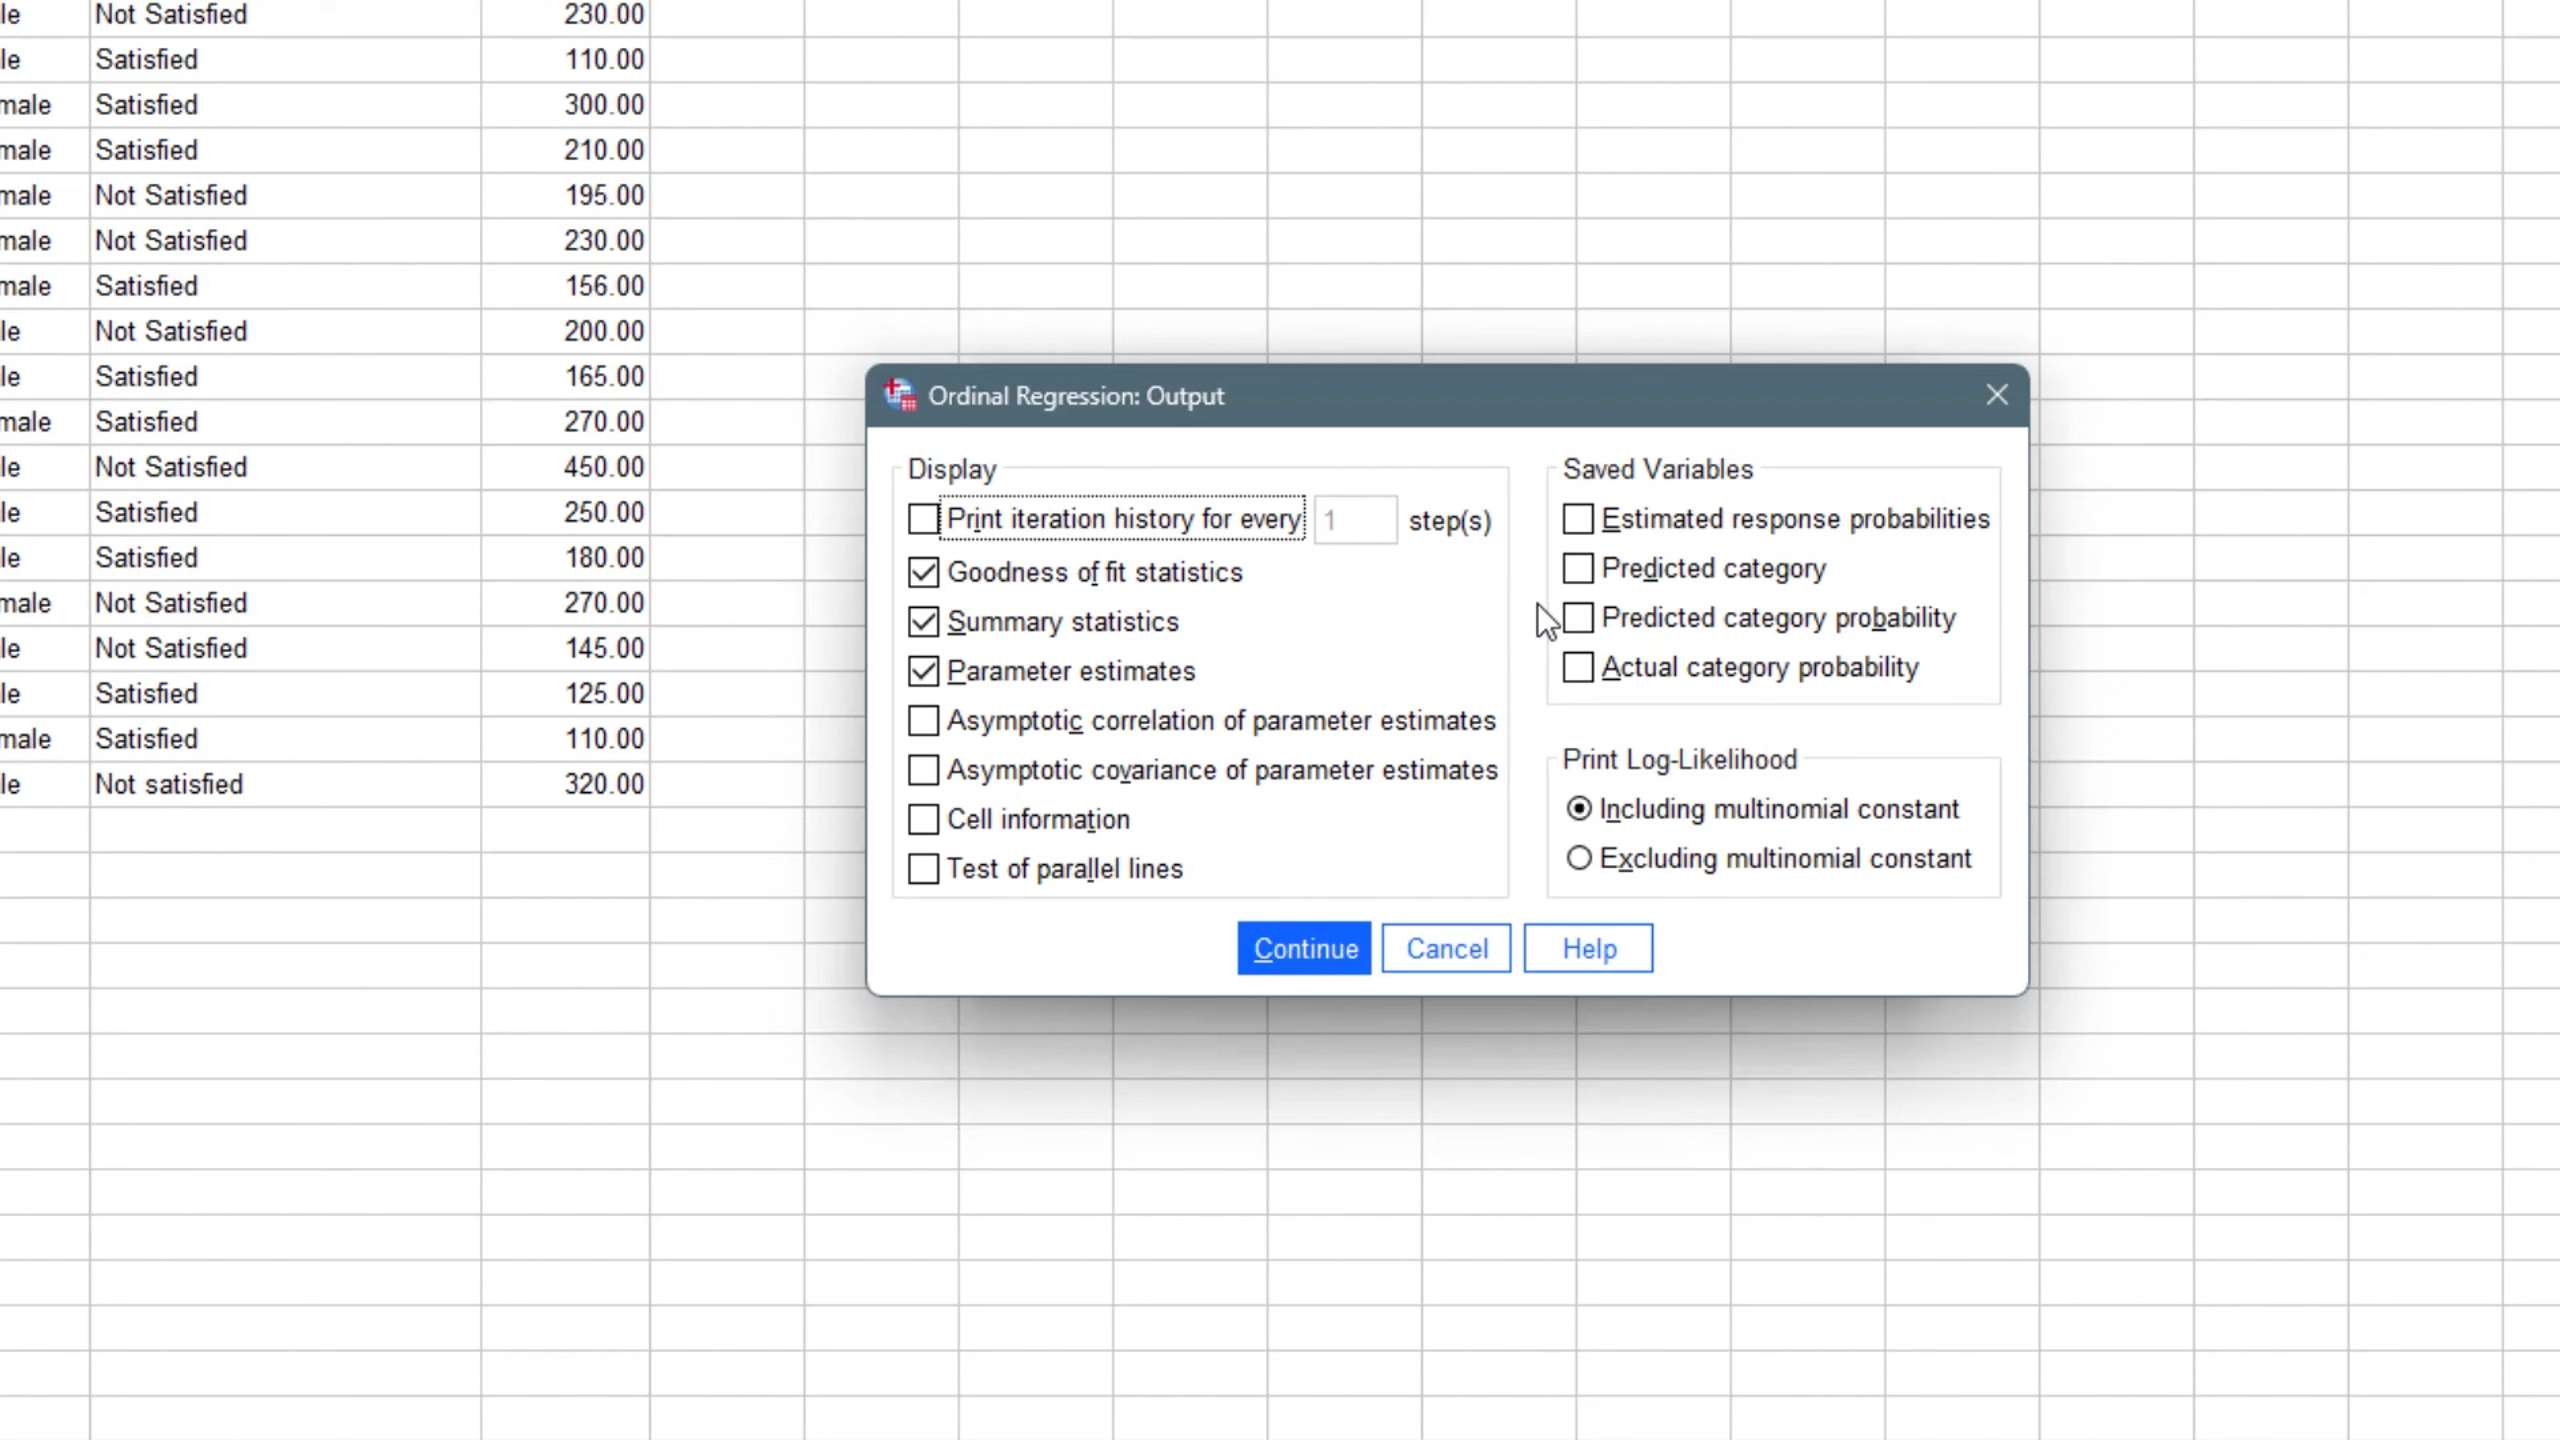 le Not Satisfied 230.00
le Satisfied 110.00
male Satisfied 300.00
male Satisfied 210.00
male Not Satisfied 195.00
male Not Satisfied 230.00
male Satisfied 156.00
le Not Satisfied 200.00
le Satisfied 165.00
male Satisfied 270.00
le Not Satisfied 450.00
le Satisfied 250.00
le Satisfied 180.00
male Not Satisfied 270.00
le Not Satisfied 145.00
le Satisfied 125.00
male Satisfied 110.00
le Not satisfied 320.00
Ordinal Regression: Output
Display
Print iteration history for every 1 step(s)
Goodness of fit statistics
Summary statistics
Parameter estimates
Asymptotic correlation of parameter estimates
Asymptotic covariance of parameter estimates
Cell information
Test of parallel lines
Saved Variables
Estimated response probabilities
Predicted category
Predicted category probability
Actual category probability
Print Log-Likelihood
Including multinomial constant
Excluding multinomial constant
Continue Cancel Help